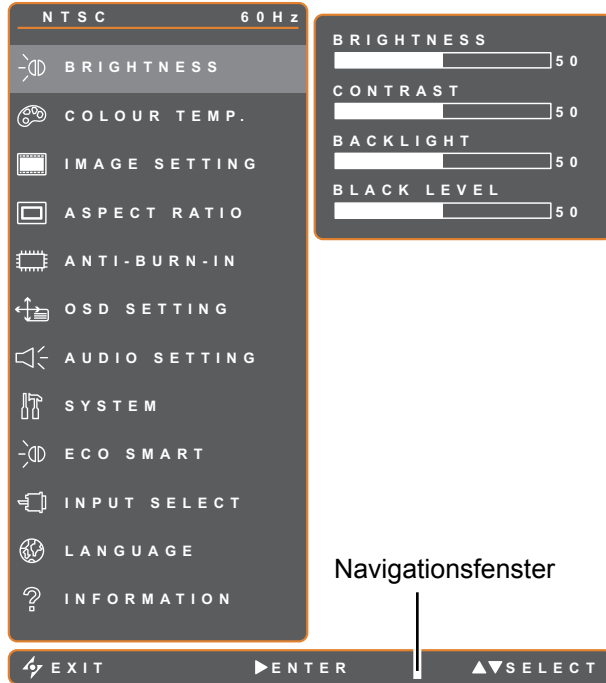 NTSC 60Hz
BRIGHTNESS
COLOUR TEMP.
IMAGE SETTING
ASPECT RATIO
ANTI-BURN-IN
OSD SETTING
AUDIO SETTING
SYSTEM
ECO SMART
INPUT SELECT
LANGUAGE
INFORMATION
BRIGHTNESS
50
CONTRAST
50
BACKLIGHT
50
BLACK LEVEL
50
Navigationsfenster
EXIT ▶ENTER ▲▼SELECT